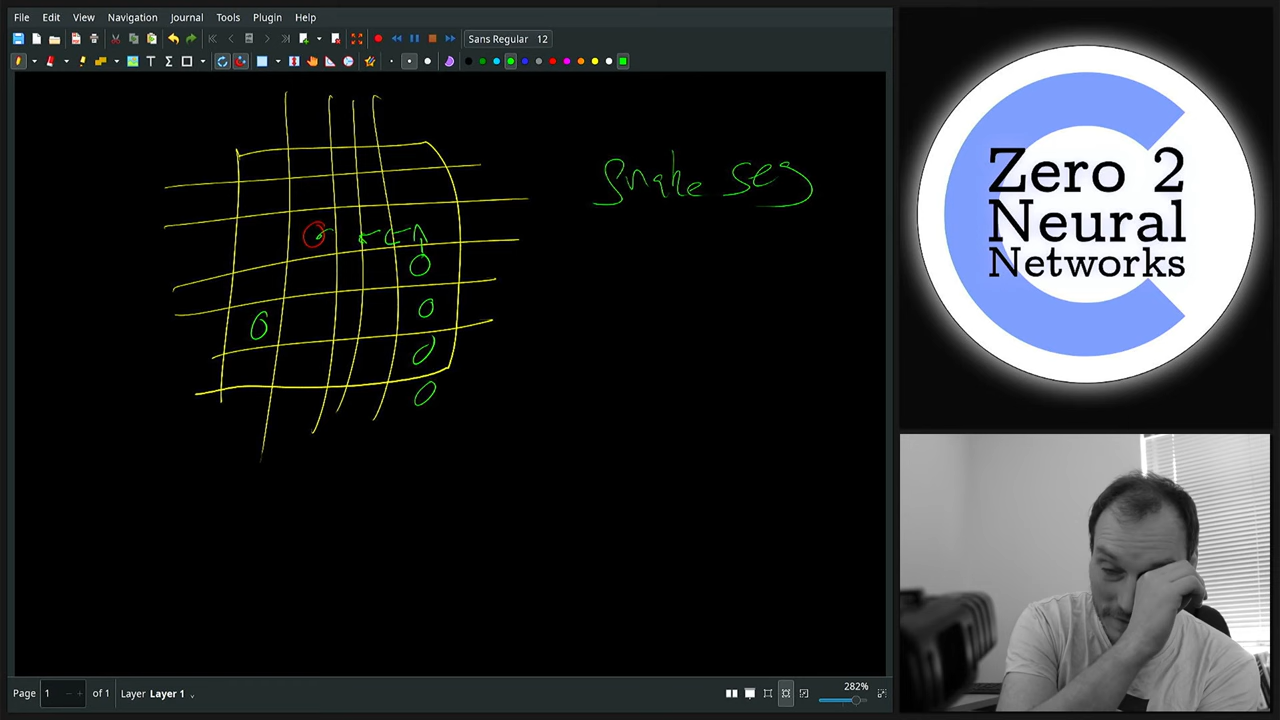 File Edit View Navigation Journal Tools Plugin Help
Sans Regular 12
Snake seg
Zero 2
Neural
Networks
Page 1 of 1 Layer Layer 1 282%